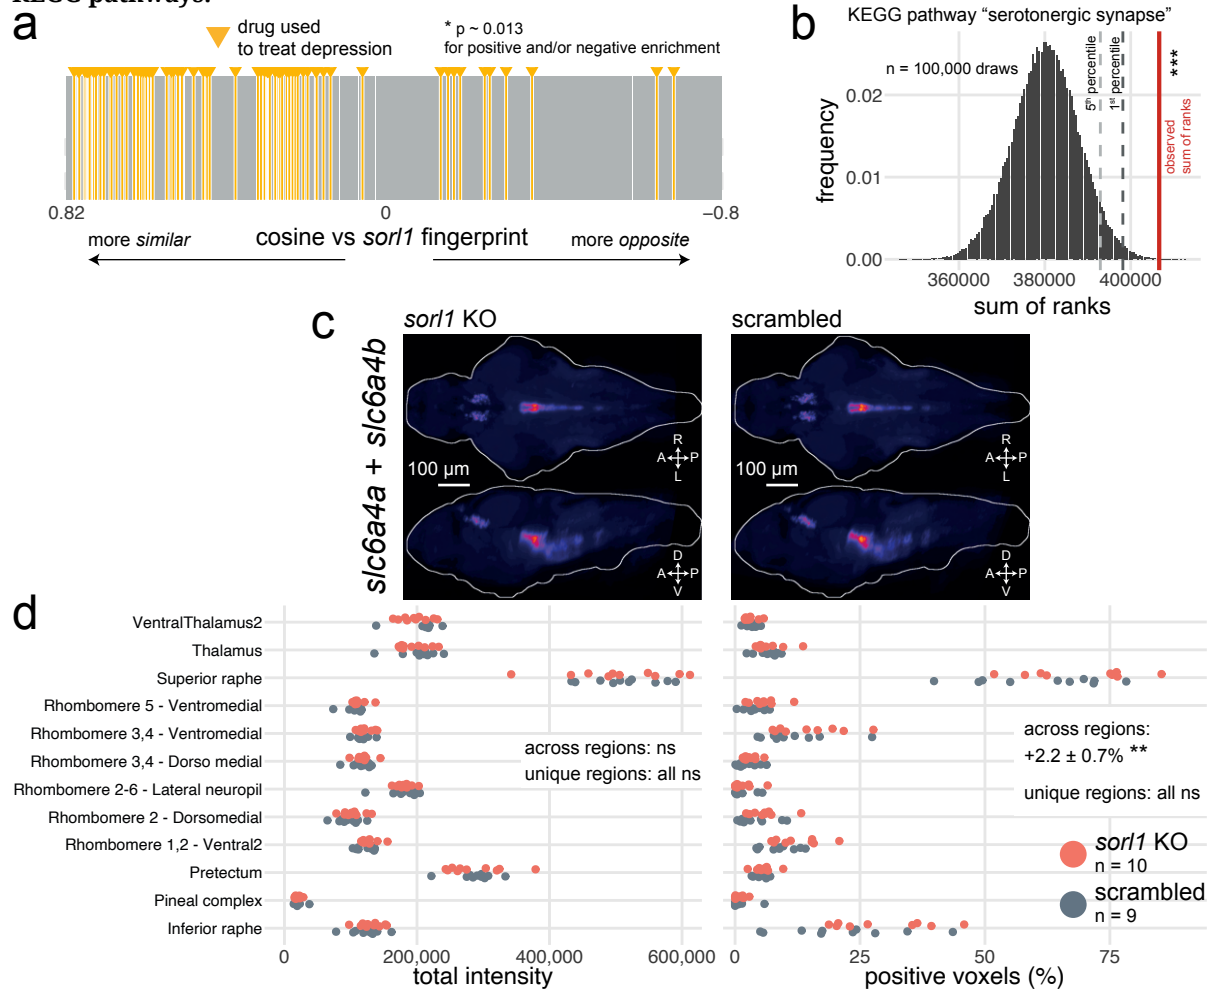 KEGG pathways.
a
drug used
to treat depression
* p ~ 0.013
for positive and/or negative enrichment
0.82
0
−0.8
more similar
cosine vs sorl1 fingerprint
more opposite
b
KEGG pathway “serotonergic synapse”
n = 100,000 draws
5th percentile
1st percentile
***
observed
sum of ranks
frequency
0.02
0.01
0.00
360000
380000
400000
sum of ranks
c
sorl1 KO
scrambled
slc6a4a + slc6a4b
R
A P
L
100 µm
D
A P
V
R
A P
L
100 µm
D
A P
V
d
VentralThalamus2
Thalamus
Superior raphe
Rhombomere 5 - Ventromedial
Rhombomere 3,4 - Ventromedial
Rhombomere 3,4 - Dorso medial
Rhombomere 2-6 - Lateral neuropil
Rhombomere 2 - Dorsomedial
Rhombomere 1,2 - Ventral2
Pretectum
Pineal complex
Inferior raphe
across regions: ns
unique regions: all ns
0
200,000
400,000
600,000
total intensity
across regions:
+2.2 ± 0.7% **
unique regions: all ns
sorl1 KO
n = 10
scrambled
n = 9
0
25
50
75
positive voxels (%)